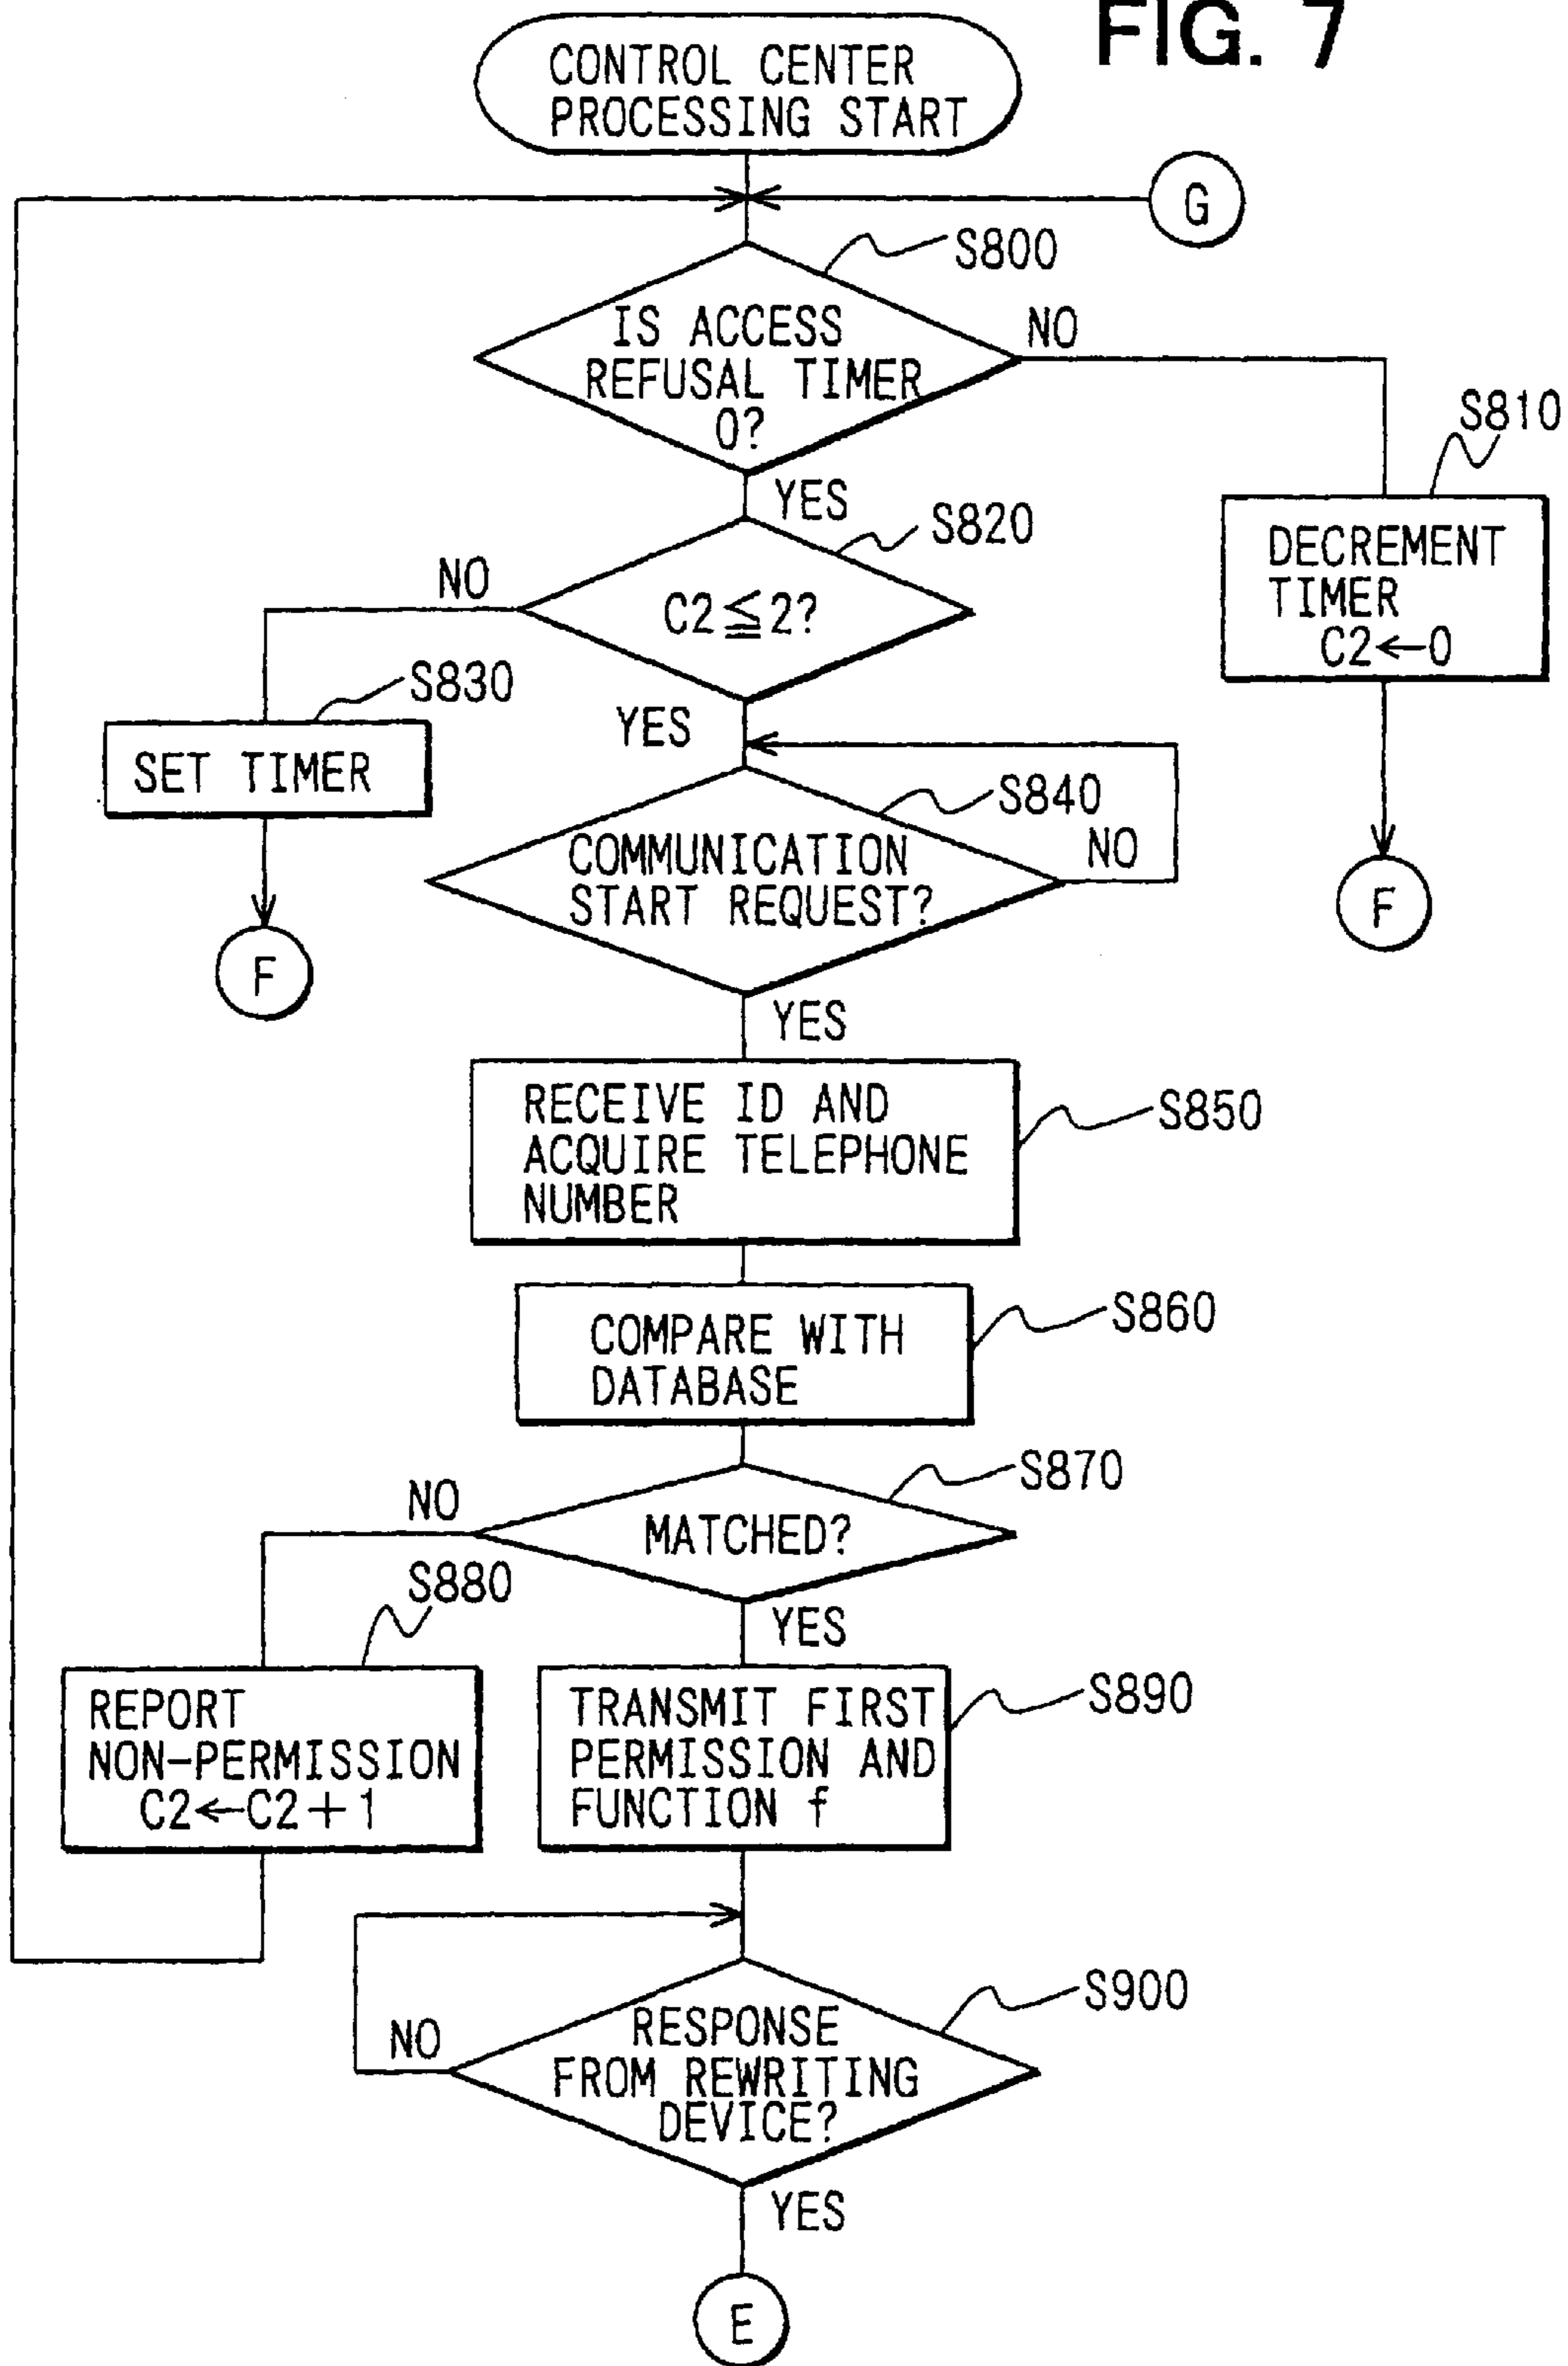 FIG. 7
CONTROL CENTER
PROCESSING START
G
S800
IS ACCESS
REFUSAL TIMER
0?
NO
YES
S810
DECREMENT
TIMER
C2←0
F
S820
C2≦2?
NO
YES
S830
SET TIMER
F
S840
COMMUNICATION
START REQUEST?
NO
YES
S850
RECEIVE ID AND
ACQUIRE TELEPHONE
NUMBER
S860
COMPARE WITH
DATABASE
S870
MATCHED?
NO
YES
S880
REPORT
NON-PERMISSION
C2←C2+1
S890
TRANSMIT FIRST
PERMISSION AND
FUNCTION f
S900
RESPONSE
FROM REWRITING
DEVICE?
NO
YES
E